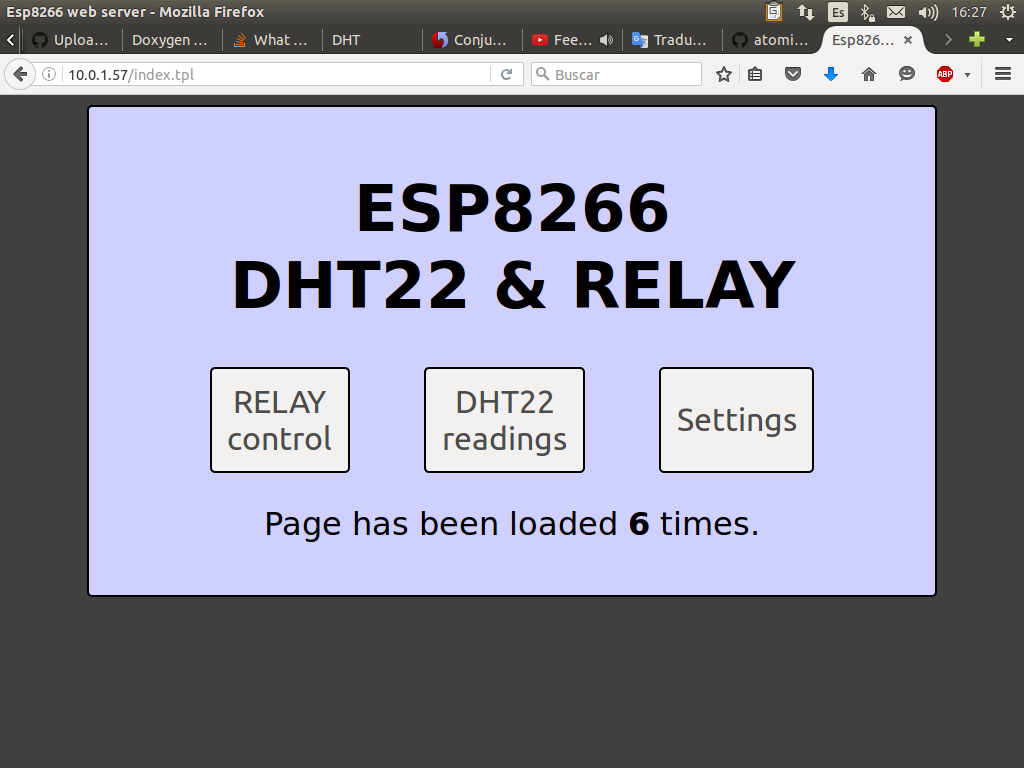 Esp8266 web server - Mozilla Firefox
Es
16:27
Uploa...
Doxygen ...
What ...
DHT
Conju...
Fee...
Tradu...
atomi...
Esp826...
10.0.1.57/index.tpl
Buscar
ABP
ESP8266
DHT22 & RELAY
RELAY
control
DHT22
readings
Settings
Page has been loaded 6 times.